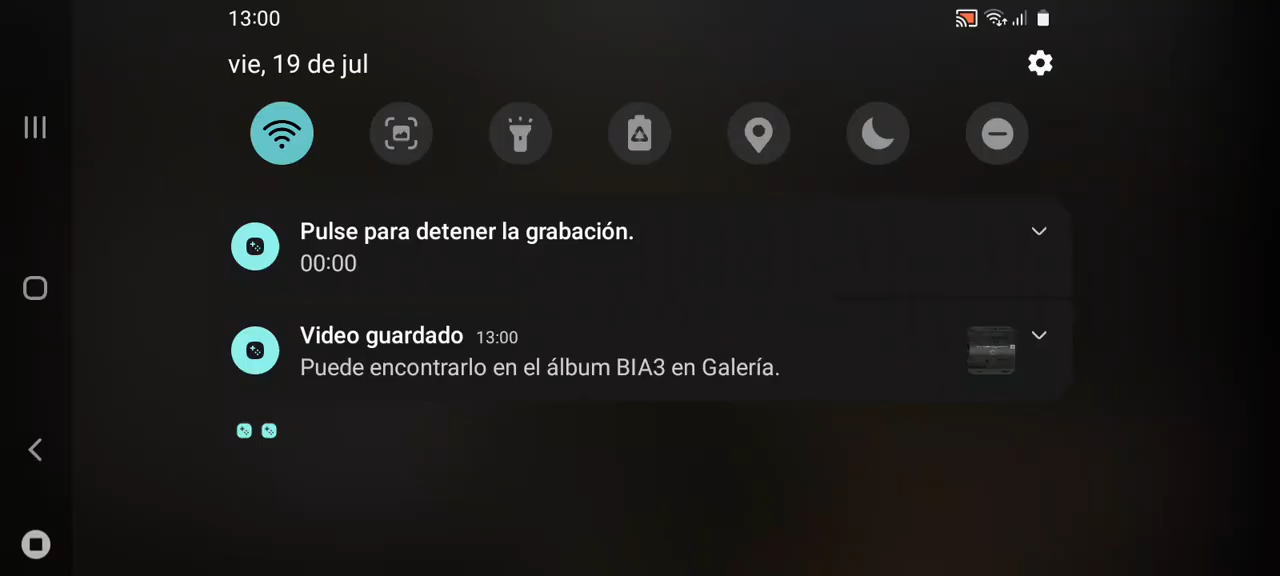 13:00
vie, 19 de jul
Pulse para detener la grabación.
00:00
Video guardado 13:00
Puede encontrarlo en el álbum BIA3 en Galería.